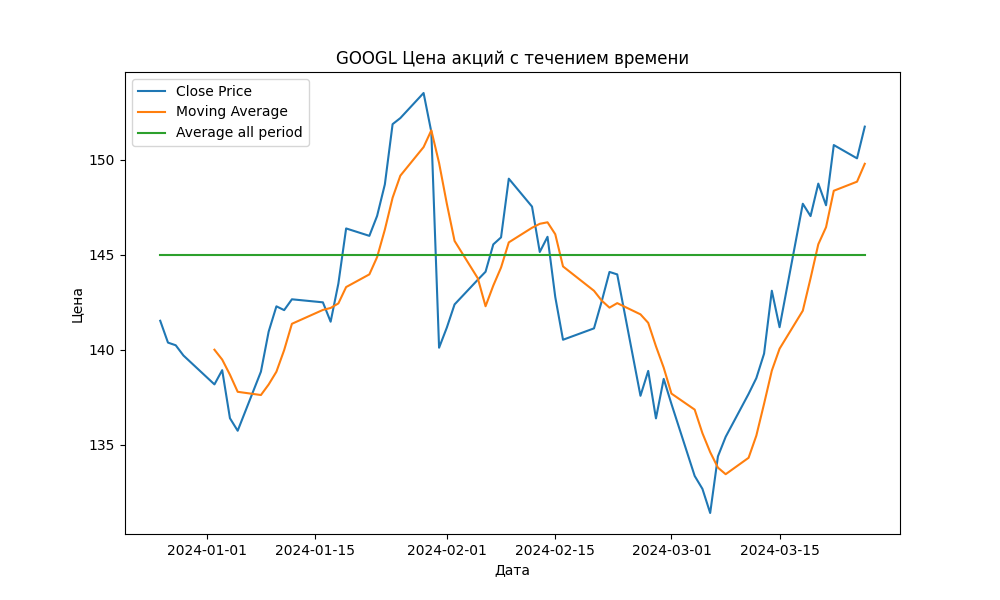 GOOGL Цена акций с течением времени
Close Price
Moving Average
Average all period
150
145
140
135
Цена
2024-01-01 2024-01-15 2024-02-01 2024-02-15 2024-03-01 2024-03-15
Дата